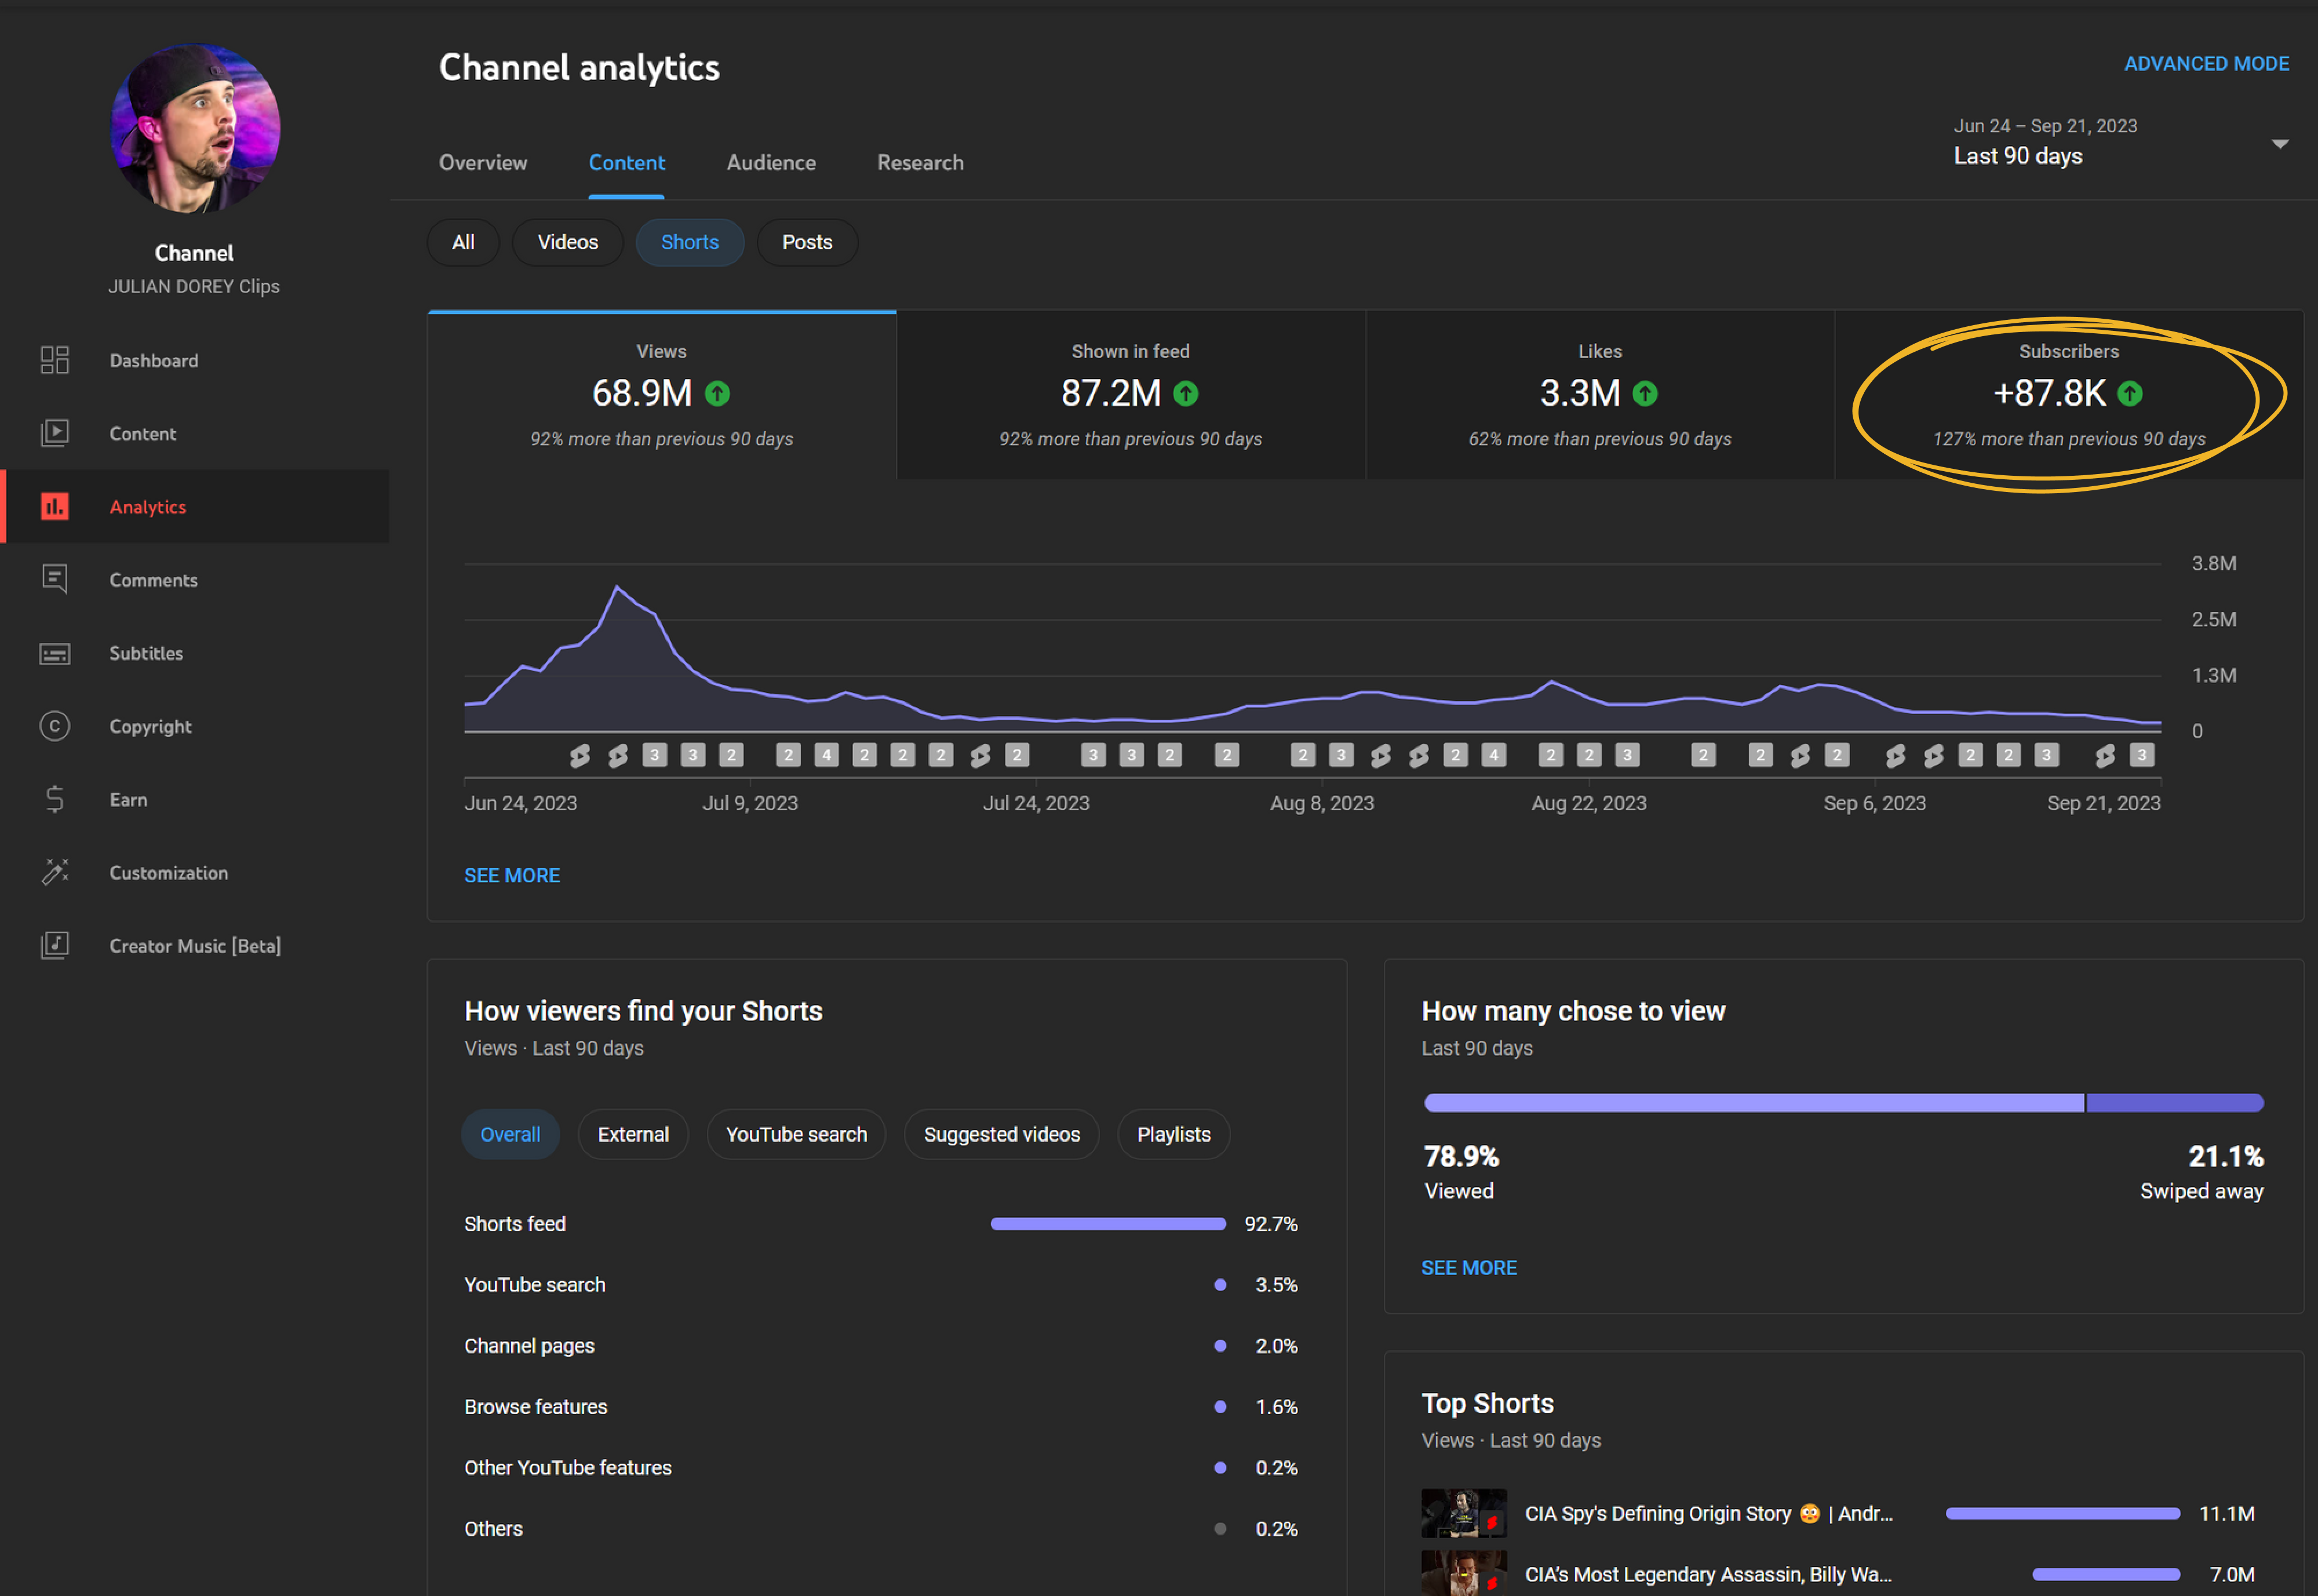 Channel analytics
ADVANCED MODE
Jun 24 – Sep 21, 2023
Last 90 days
Overview
Content
Audience
Research
All
Videos
Shorts
Posts
Channel
JULIAN DOREY Clips
Dashboard
Content
Analytics
Comments
Subtitles
Copyright
Earn
Customization
Creator Music [Beta]
Views
68.9M
92% more than previous 90 days
Shown in feed
87.2M
92% more than previous 90 days
Likes
3.3M
62% more than previous 90 days
Subscribers
+87.8K
127% more than previous 90 days
3.8M
2.5M
1.3M
0
3 3 2 2 4 2 2 2 2 3 3 2 2 2 3 2 4 2 2 3 2 2 2 2 2 3 3
Jun 24, 2023
Jul 9, 2023
Jul 24, 2023
Aug 8, 2023
Aug 22, 2023
Sep 6, 2023
Sep 21, 2023
SEE MORE
How viewers find your Shorts
Views · Last 90 days
Overall
External
YouTube search
Suggested videos
Playlists
Shorts feed 92.7%
YouTube search 3.5%
Channel pages 2.0%
Browse features 1.6%
Other YouTube features 0.2%
Others 0.2%
How many chose to view
Last 90 days
78.9% 21.1%
Viewed Swiped away
SEE MORE
Top Shorts
Views · Last 90 days
CIA Spy's Defining Origin Story 😳 | Andr... 11.1M
CIA's Most Legendary Assassin, Billy Wa... 7.0M